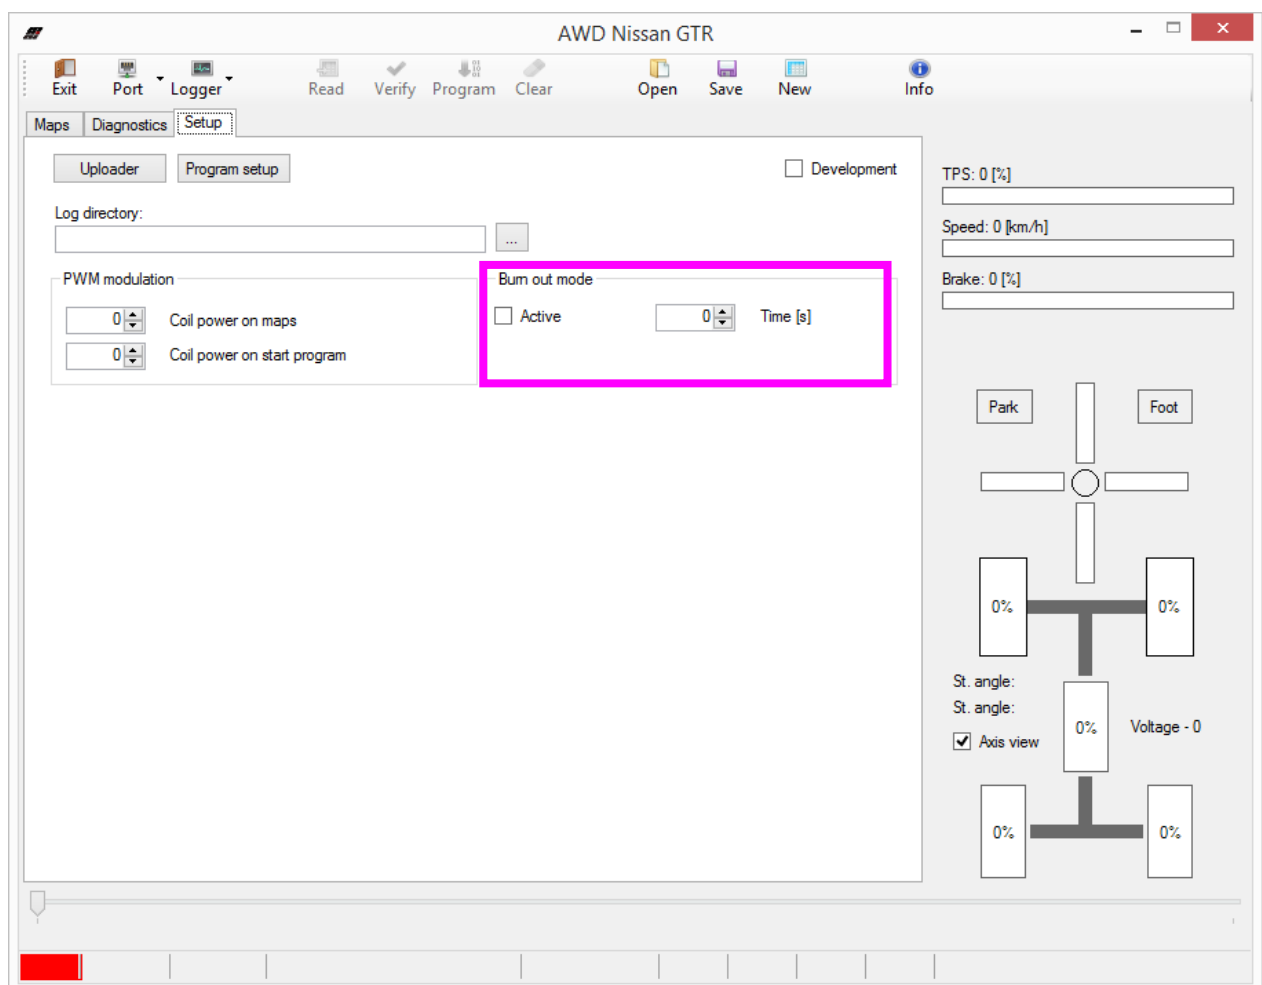 AWD Nissan GTR
Exit Port Logger Read Verify Program Clear Open Save New Info
Maps Diagnostics Setup
Uploader Program setup Development
Log directory:
...
PWM modulation
0 Coil power on maps
0 Coil power on start program
Burn out mode
Active 0 Time [s]
TPS: 0 [%]
Speed: 0 [km/h]
Brake: 0 [%]
Park Foot
0% 0%
St. angle:
St. angle:
Axis view
0% Voltage - 0
0% 0%